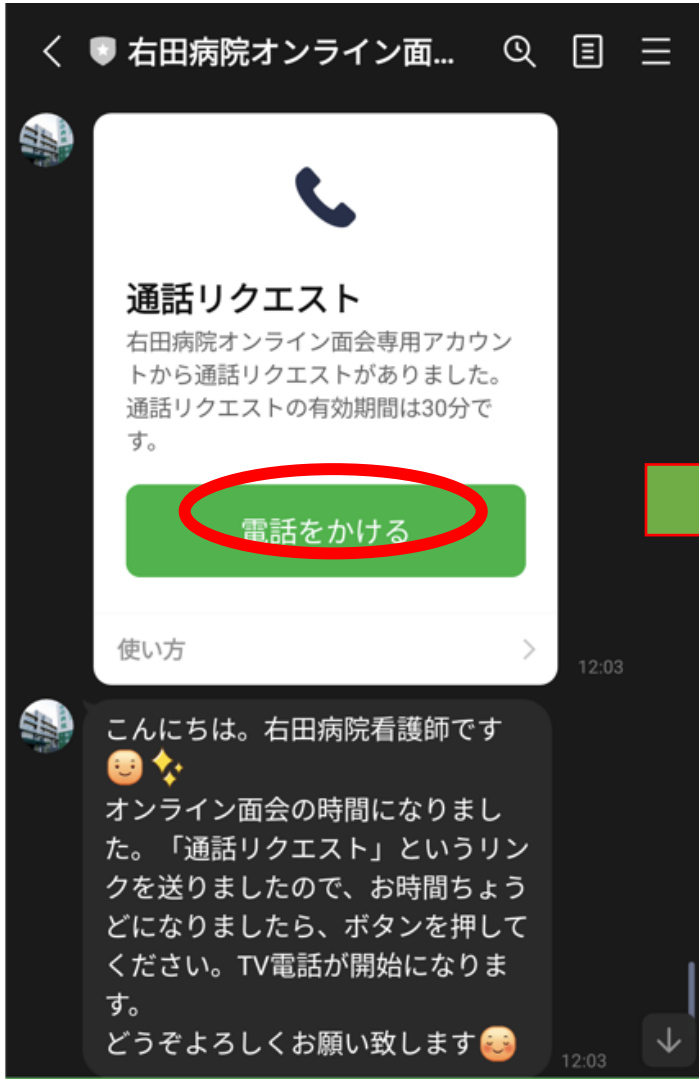 右田病院オンライン面...
通話リクエスト
右田病院オンライン面会専用アカウン
トから通話リクエストがありました。
通話リクエストの有効期間は30分で
す。
電話をかける
使い方
12:03
こんにちは。右田病院看護師です
オンライン面会の時間になりまし
た。「通話リクエスト」というリン
クを送りましたので、お時間ちょう
どになりましたら、ボタンを押して
ください。TV電話が開始になりま
す。
どうぞよろしくお願い致します
12:03